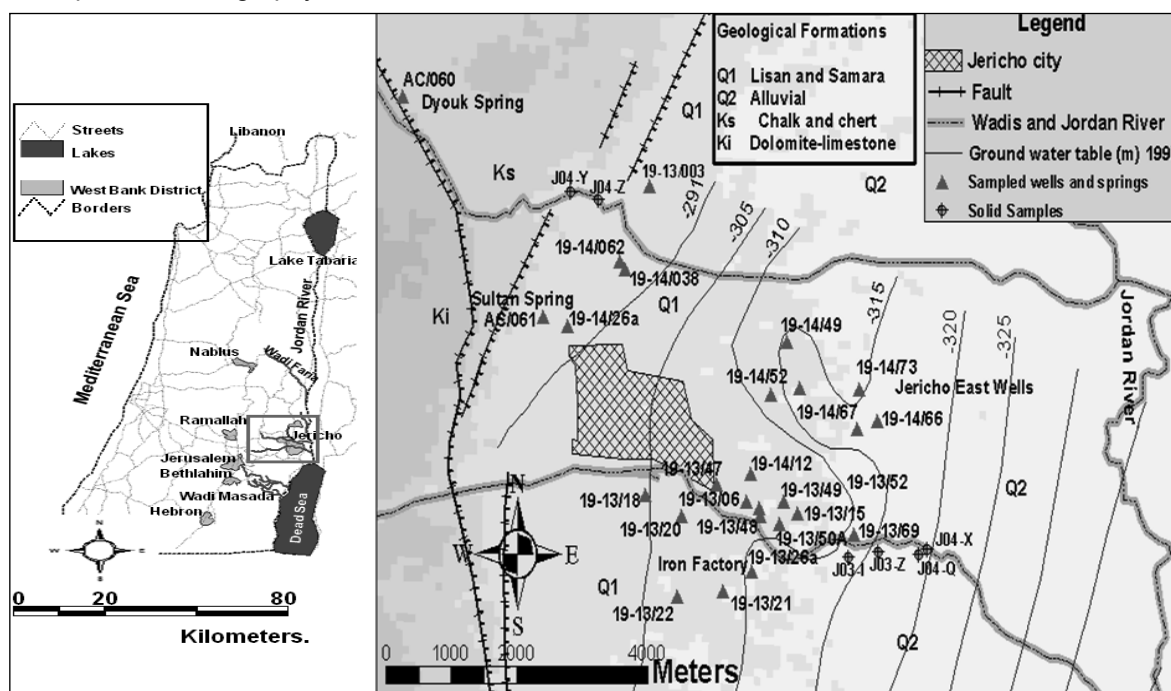 Streets
Lakes
West Bank District
Borders
Libanon
Lake Tabaria
Mediterranean Sea
Jordan River
Nablus
Wadi Faria
Ramallah
Jericho
Jerusalem
Bethlahim
Wadi Masada
Hebron
Dead Sea
N
W
E
S
0 20 80
Kilometers.
Geological Formations
Q1 Lisan and Samara
Q2 Alluvial
Ks Chalk and chert
Ki Dolomite-limestone
Legend
Jericho city
Fault
Wadis and Jordan River
Ground water table (m) 199
Sampled wells and springs
Solid Samples
AC/060
Dyouk Spring
Q1
Ks
J04-Y
J04-Z
19-13/003
Q2
-291
-305
-310
-315
-320
-325
19-14/062
19-14/038
Q1
Sultan Spring
AC/061
19-14/26a
Ki
19-14/49
19-14/52
19-14/73
Jericho East Wells
19-14/67
19-14/66
Jordan River
19-13/47
19-14/12
19-13/18
19-13/06
19-13/49
19-13/52
19-13/20
19-13/48
19-13/15
19-13/50A
19-13/69
J04-X
Iron Factory
19-13/26a
J03-I
J03-Z
J04-Q
Q2
N
W
E
S
Q1
19-13/22
19-13/21
Q2
0 1000 2000 4000
Meters